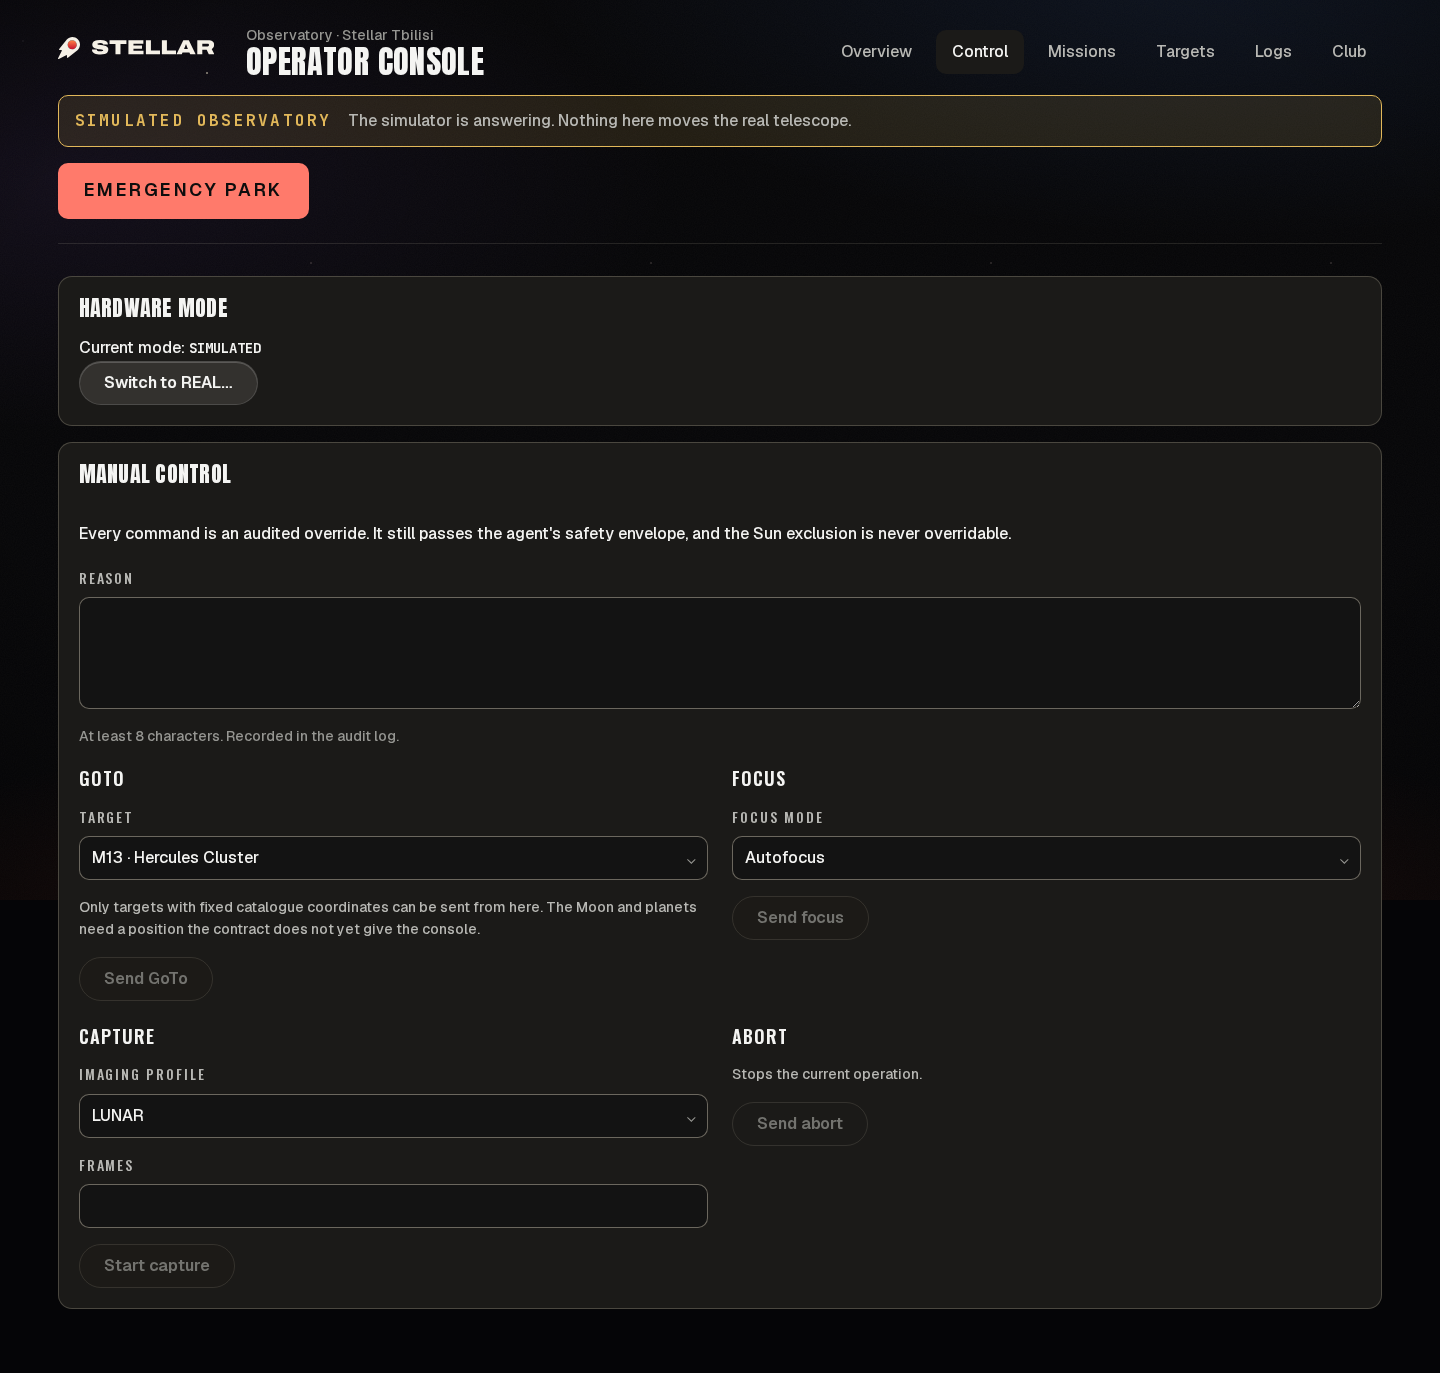 STELLAR
Observatory · Stellar Tbilisi
OPERATOR CONSOLE
Overview
Control
Missions
Targets
Logs
Club
SIMULATED OBSERVATORY The simulator is answering. Nothing here moves the real telescope.
EMERGENCY PARK
HARDWARE MODE
Current mode: SIMULATED
Switch to REAL...
MANUAL CONTROL
Every command is an audited override. It still passes the agent's safety envelope, and the Sun exclusion is never overridable.
REASON
At least 8 characters. Recorded in the audit log.
GOTO
TARGET
M13 · Hercules Cluster
Only targets with fixed catalogue coordinates can be sent from here. The Moon and planets
need a position the contract does not yet give the console.
Send GoTo
FOCUS
FOCUS MODE
Autofocus
Send focus
CAPTURE
IMAGING PROFILE
LUNAR
FRAMES
Start capture
ABORT
Stops the current operation.
Send abort